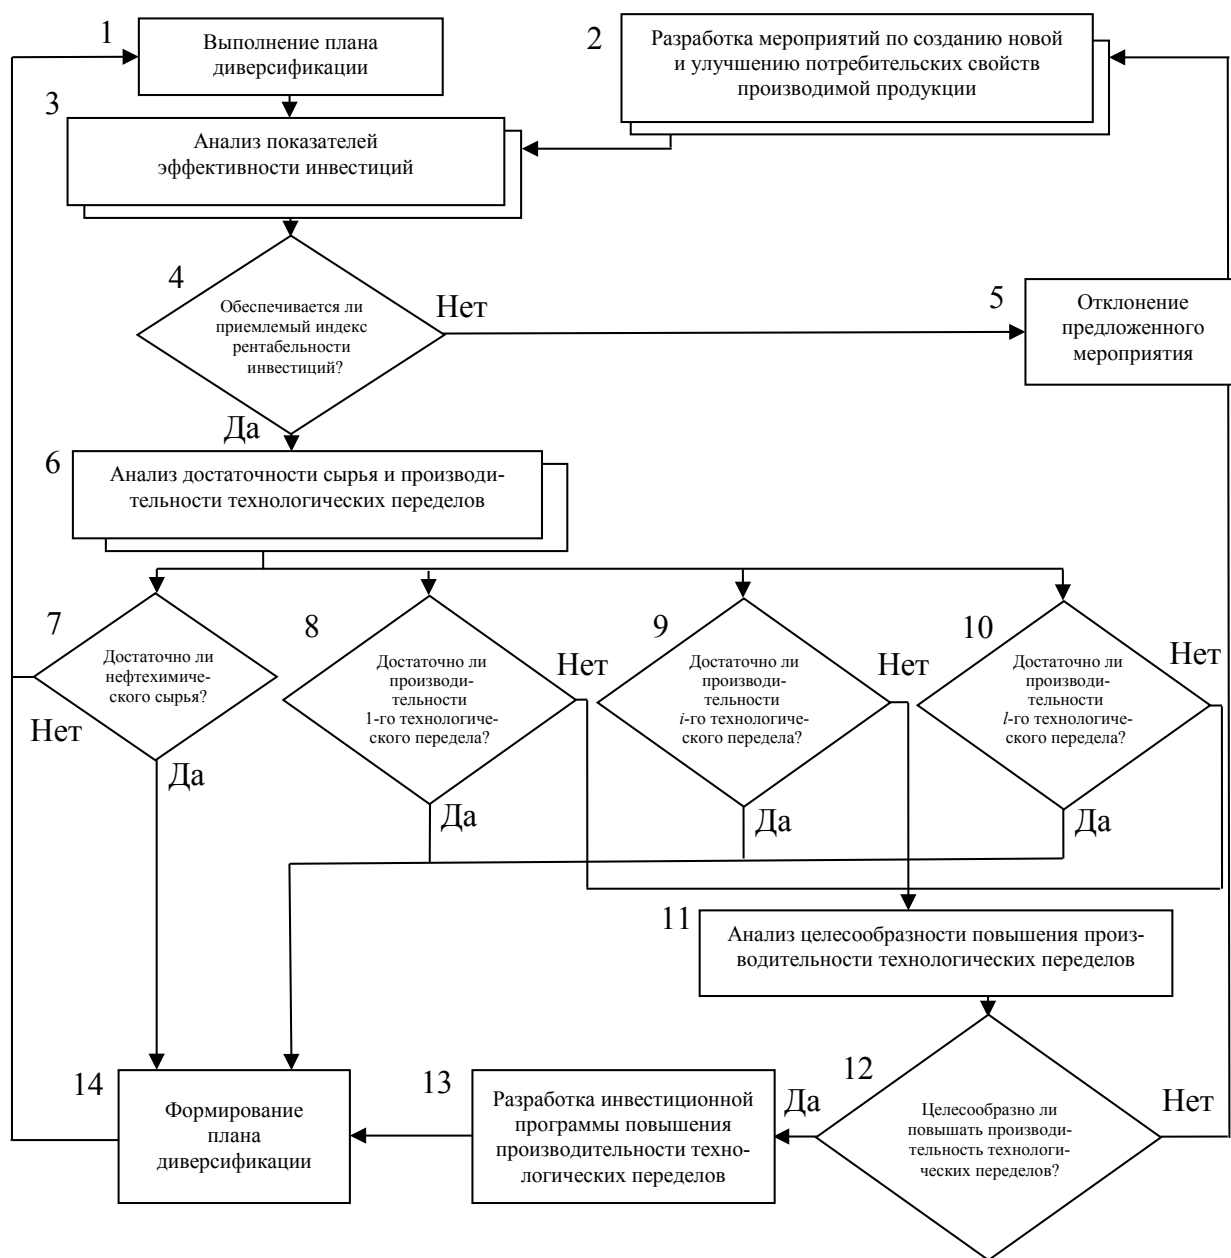 1
Выполнение плана
диверсификации
2
Разработка мероприятий по созданию новой
и улучшению потребительских свойств
производимой продукции
3
Анализ показателей
эффективности инвестиций
4
Обеспечивается ли
приемлемый индекс
рентабельности
инвестиций?
Нет
Да
5
Отклонение
предложенного
мероприятия
6
Анализ достаточности сырья и производи-
тельности технологических переделов
7
Достаточно ли
нефтехимиче-
ского сырья?
Нет
Да
8
Достаточно ли
производи-
тельности
1-го технологиче-
ского передела?
Нет
Да
9
Достаточно ли
производи-
тельности
i-го технологиче-
ского передела?
Нет
Да
10
Достаточно ли
производи-
тельности
l-го технологиче-
ского передела?
Нет
Да
11
Анализ целесообразности повышения произ-
водительности технологических переделов
12
Целесообразно ли
повышать производи-
тельность технологи-
ческих переделов?
Да
Нет
13
Разработка инвестиционной
программы повышения
производительности техно-
логических переделов
14
Формирование
плана
диверсификации